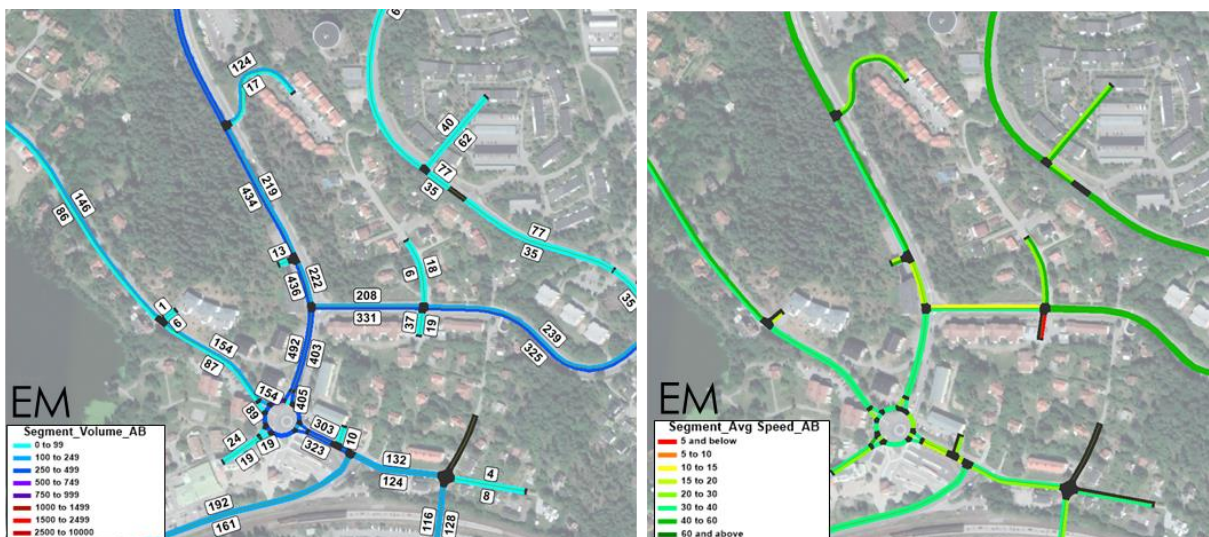 6
124
17
40
62
77
35
219
434
146
86
13
436
222
18
6
77
35
35
208
331
37
19
239
325
1
6
154
87
492
403
154
89
405
24
19
19
303
323
10
132
124
4
8
192
161
116
128
EM
Segment_Volume_AB
0 to 99
100 to 249
250 to 499
500 to 749
750 to 999
1000 to 1499
1500 to 2499
2500 to 10000
EM
Segment_Avg Speed_AB
5 and below
5 to 10
10 to 15
15 to 20
20 to 30
30 to 40
40 to 60
60 and above